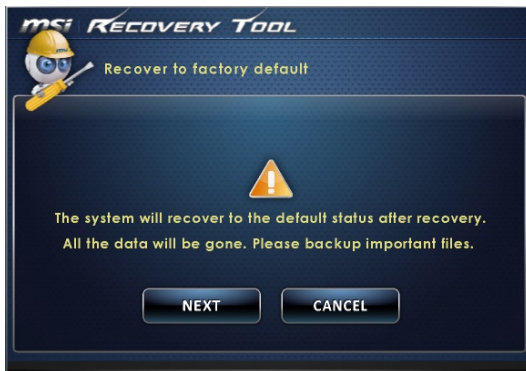 msi RECOVERY TOOL
Recover to factory default
The system will recover to the default status after recovery.
All the data will be gone. Please backup important files.
NEXT
CANCEL